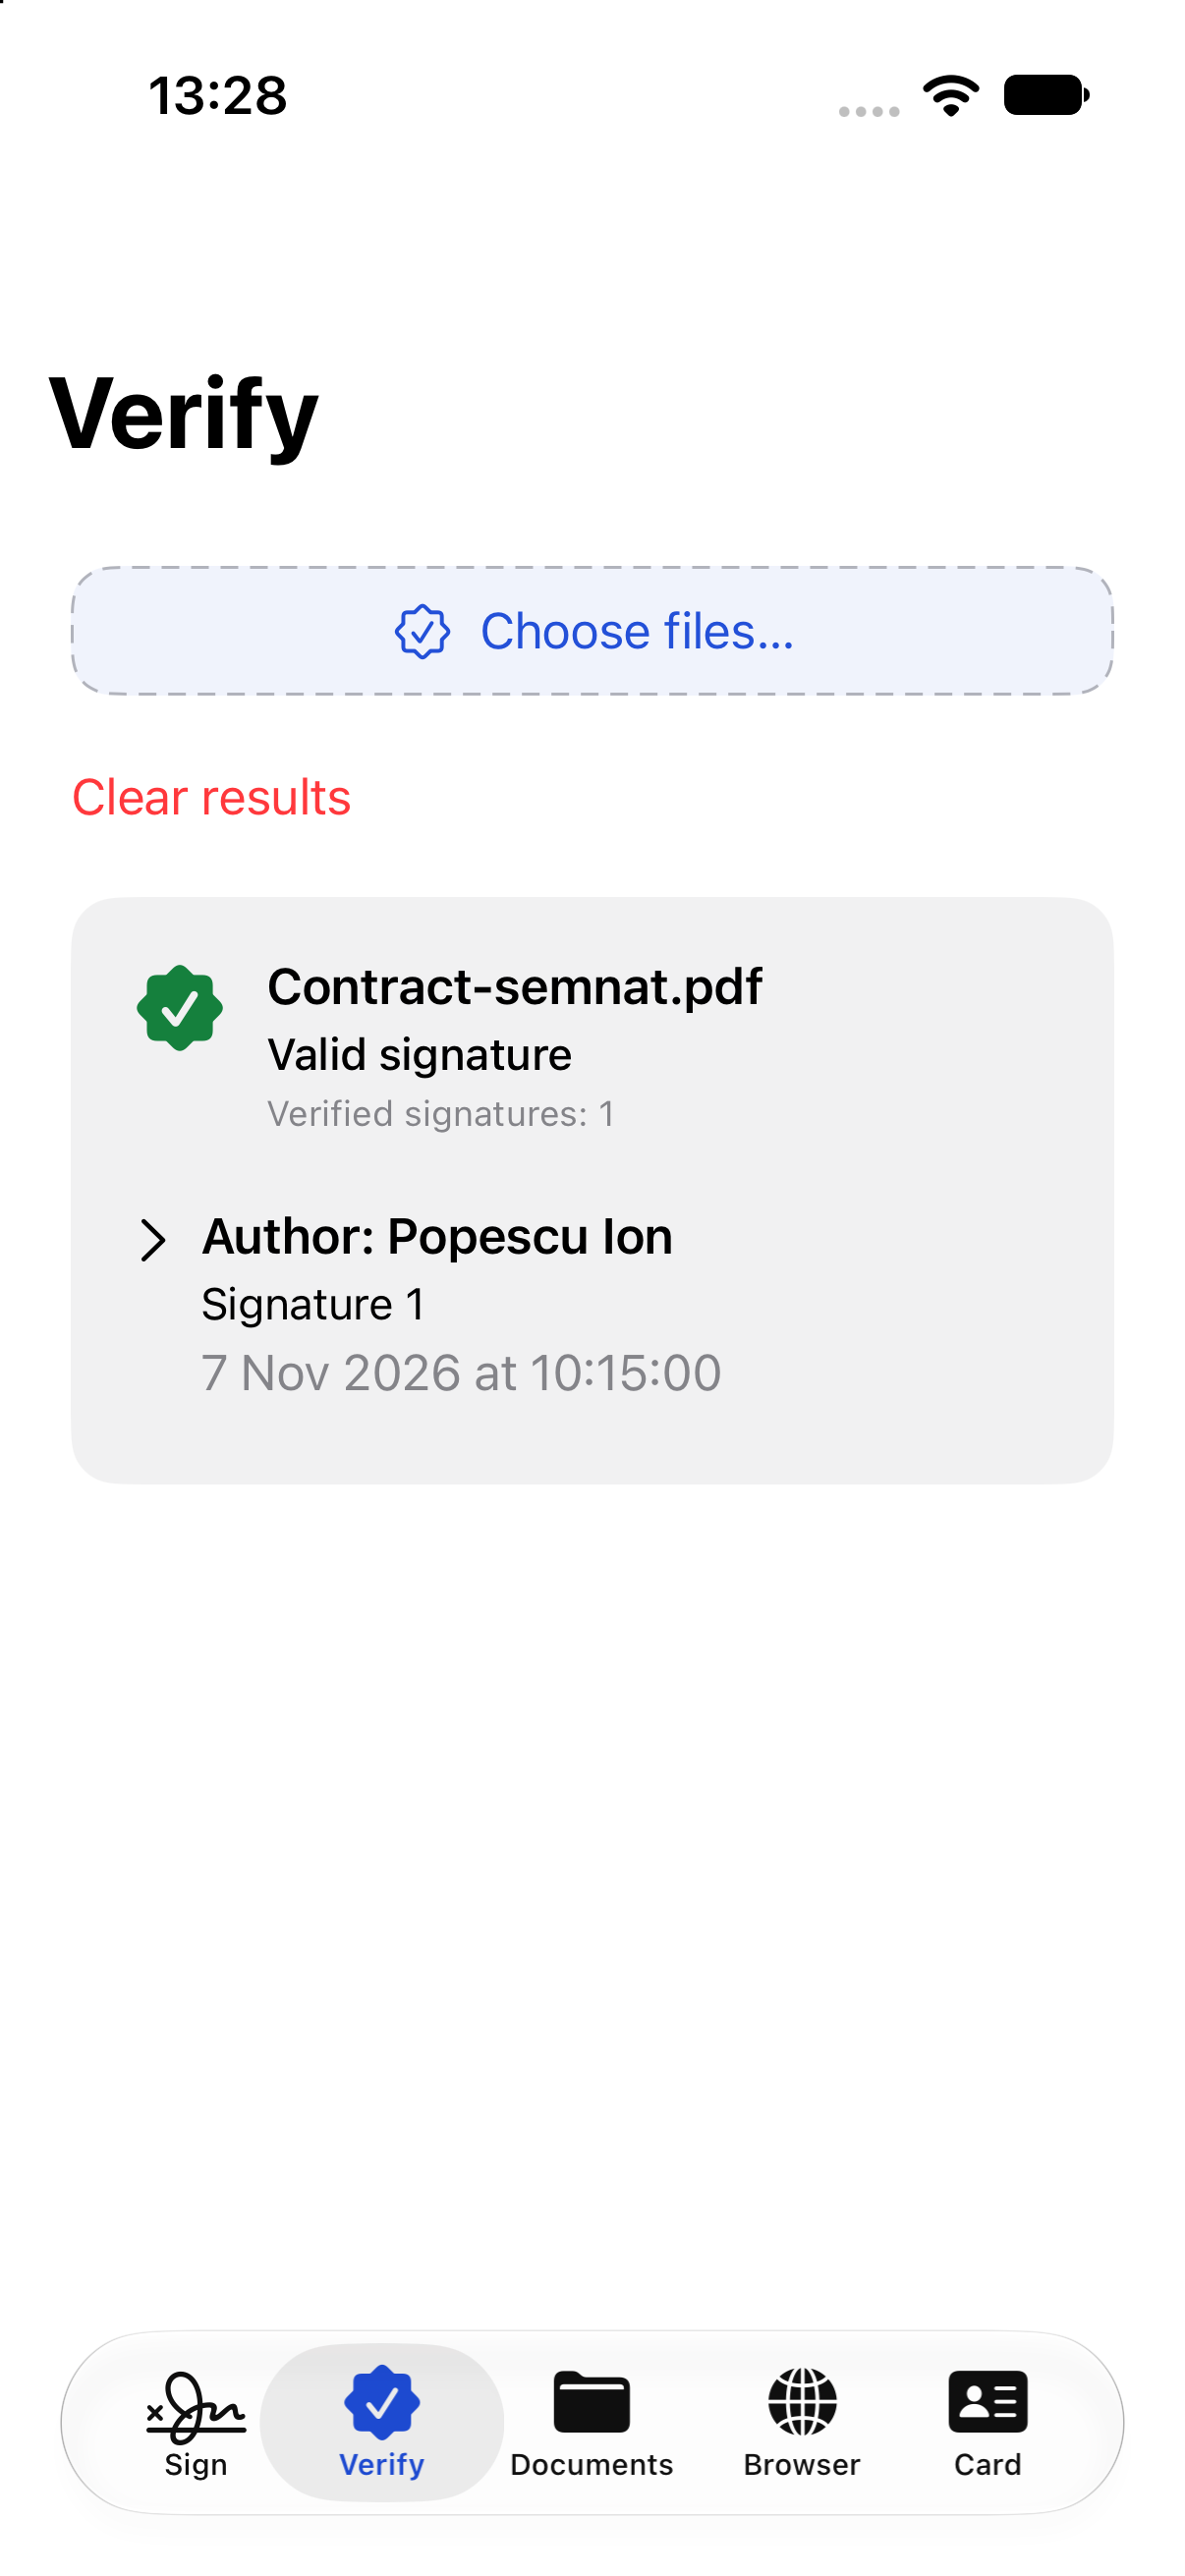 13:28
Verify
Choose files...
Clear results
Contract-semnat.pdf
Valid signature
Verified signatures: 1
Author: Popescu Ion
Signature 1
7 Nov 2026 at 10:15:00
Sign
Verify
Documents
Browser
Card